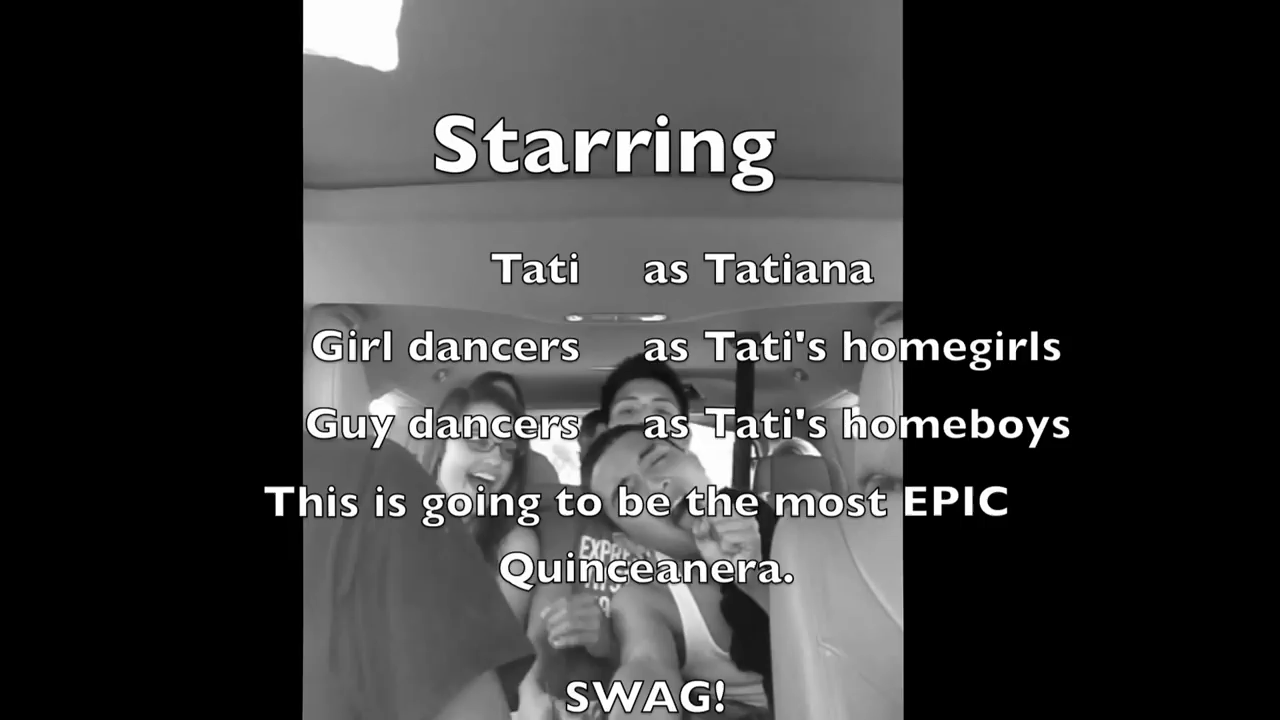 Starring
Tati as Tatiana
Girl dancers as Tati's homegirls
Guy dancers as Tati's homeboys
This is going to be the most EPIC
Quinceanera.
SWAG!